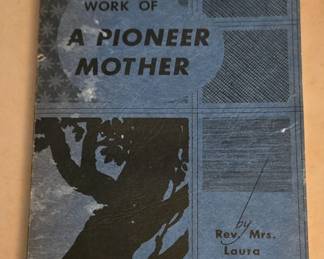 WORK OF
A PIONEER
MOTHER
by
Rev. Mrs.
Laura